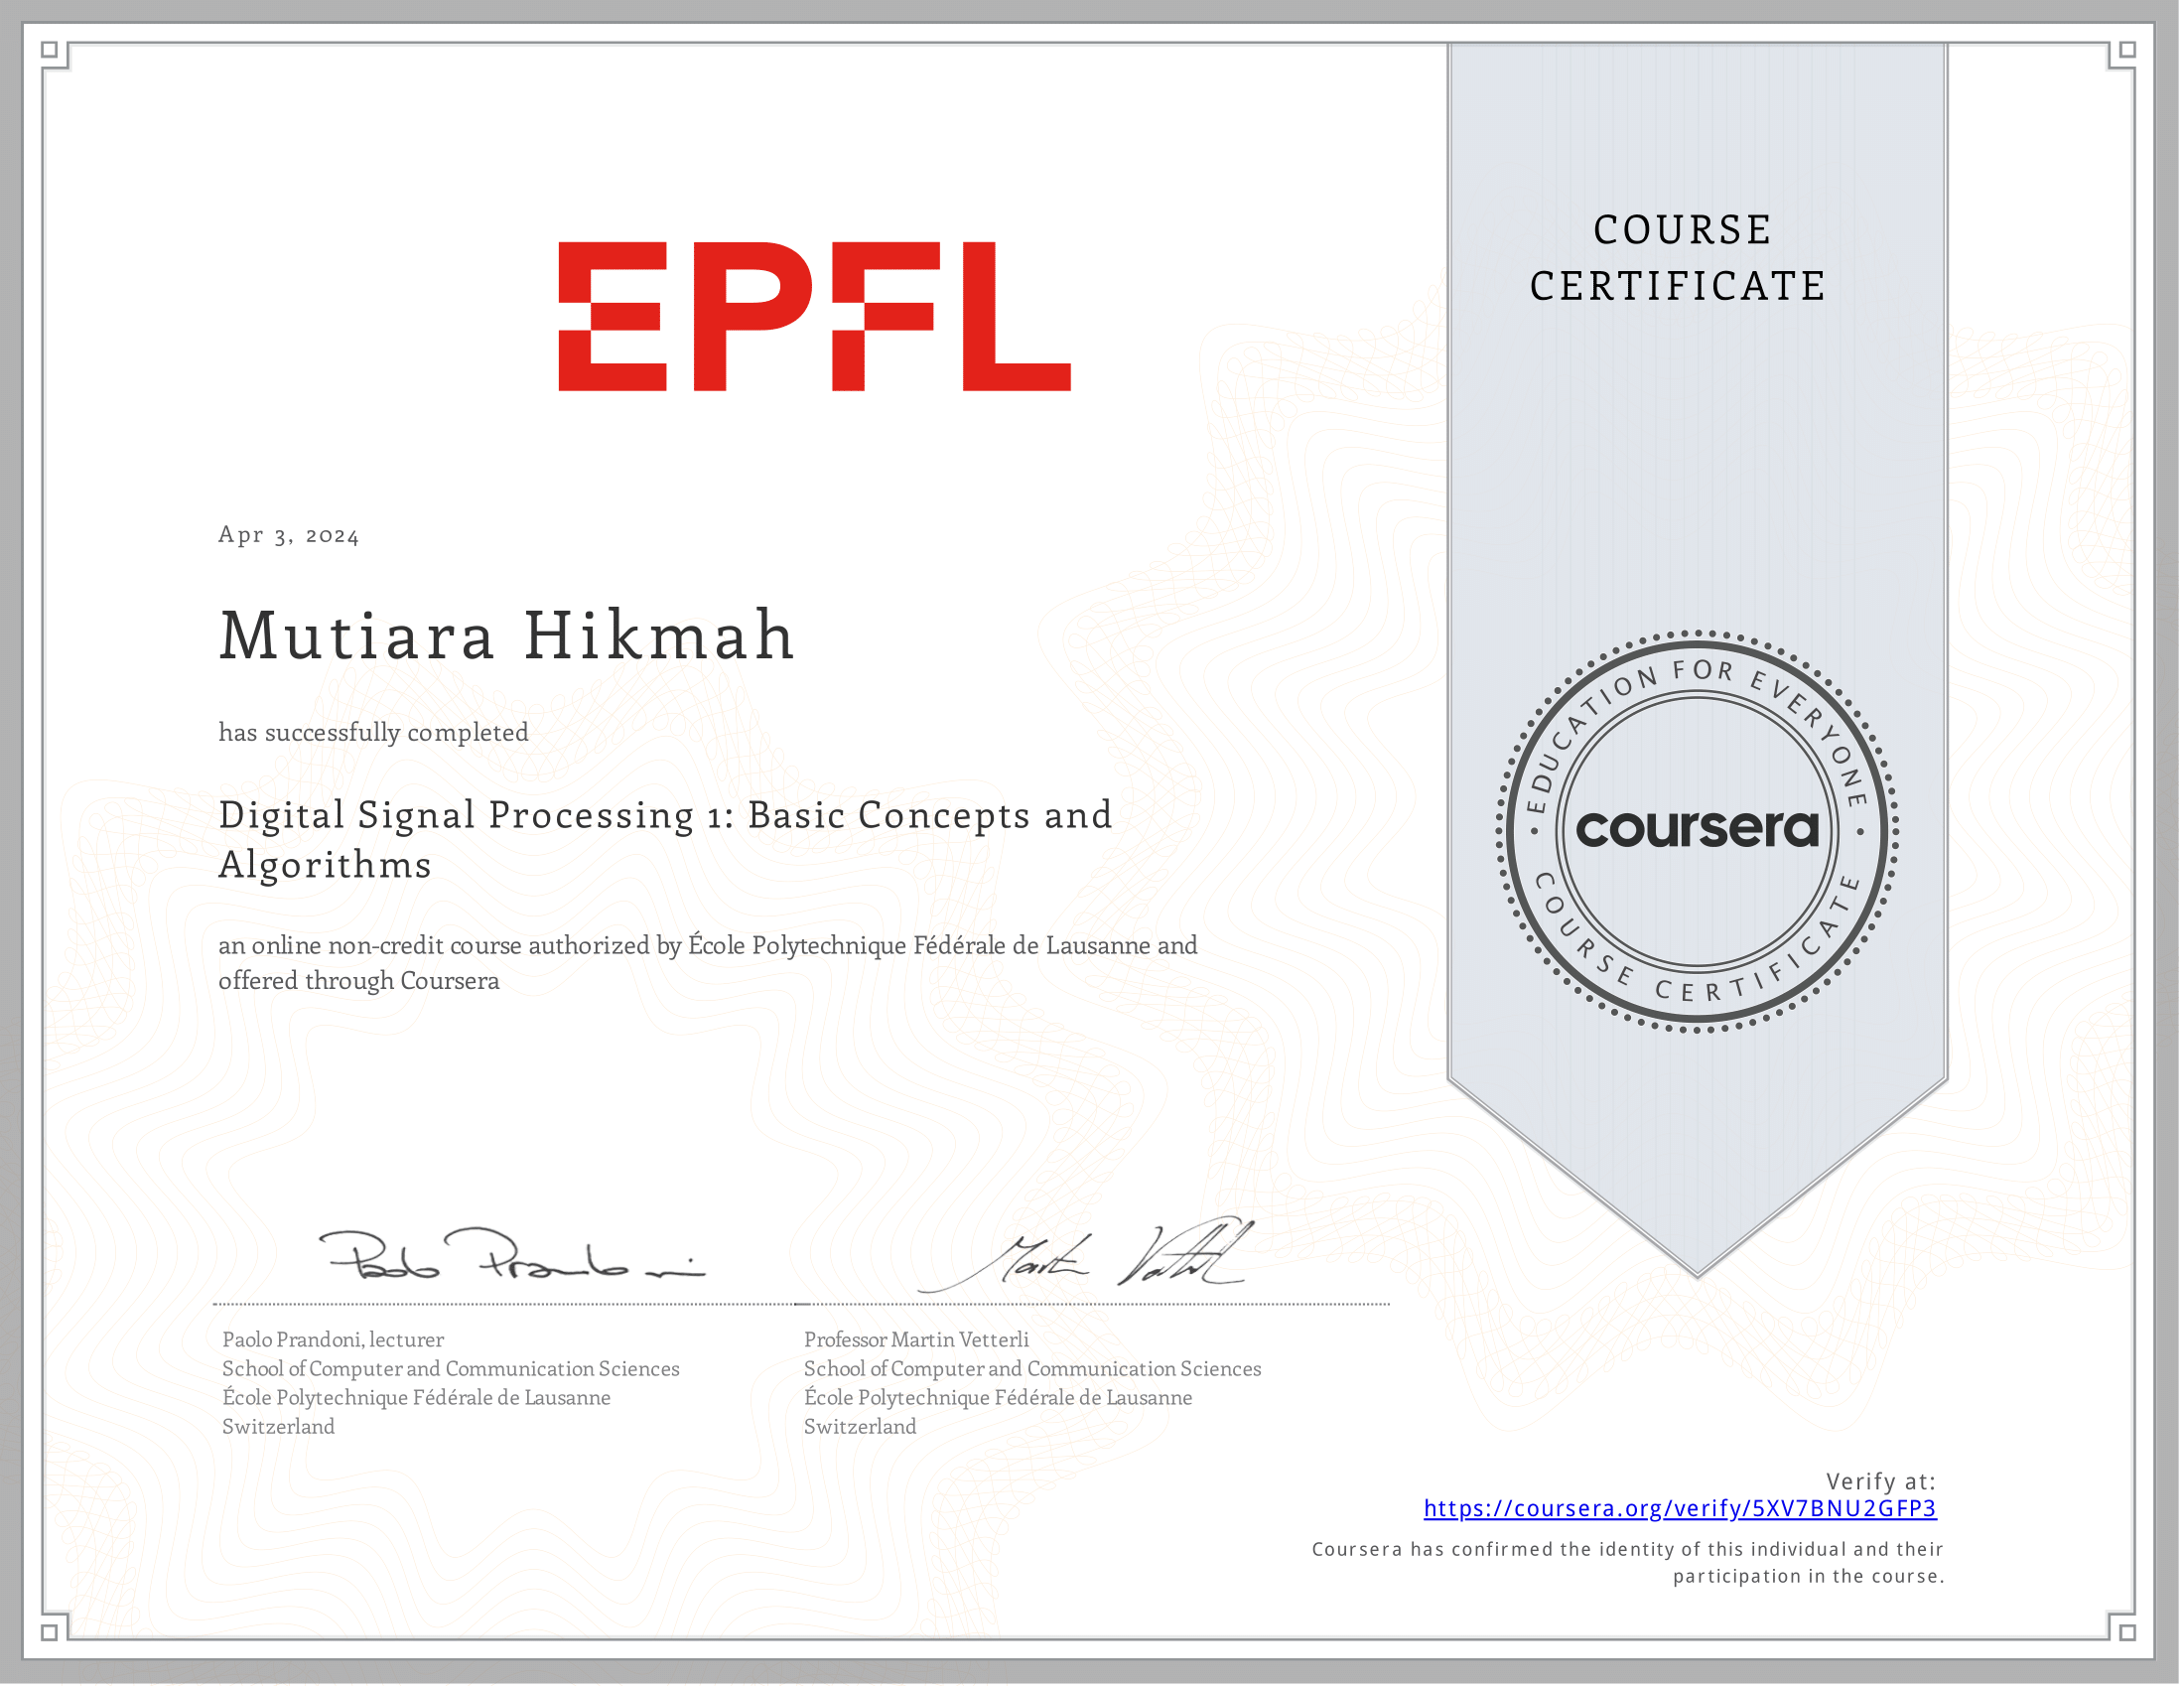 EPFL
COURSE
CERTIFICATE
Apr 3, 2024
Mutiara Hikmah
has successfully completed
Digital Signal Processing 1: Basic Concepts and
Algorithms
an online non-credit course authorized by École Polytechnique Fédérale de Lausanne and
offered through Coursera
EDUCATION FOR EVERYONE
coursera
COURSE CERTIFICATE
Paolo Prandoni
Martin Vetterli
Paolo Prandoni, lecturer
School of Computer and Communication Sciences
École Polytechnique Fédérale de Lausanne
Switzerland
Professor Martin Vetterli
School of Computer and Communication Sciences
École Polytechnique Fédérale de Lausanne
Switzerland
Verify at:
https://coursera.org/verify/5XV7BNU2GFP3
Coursera has confirmed the identity of this individual and their
participation in the course.